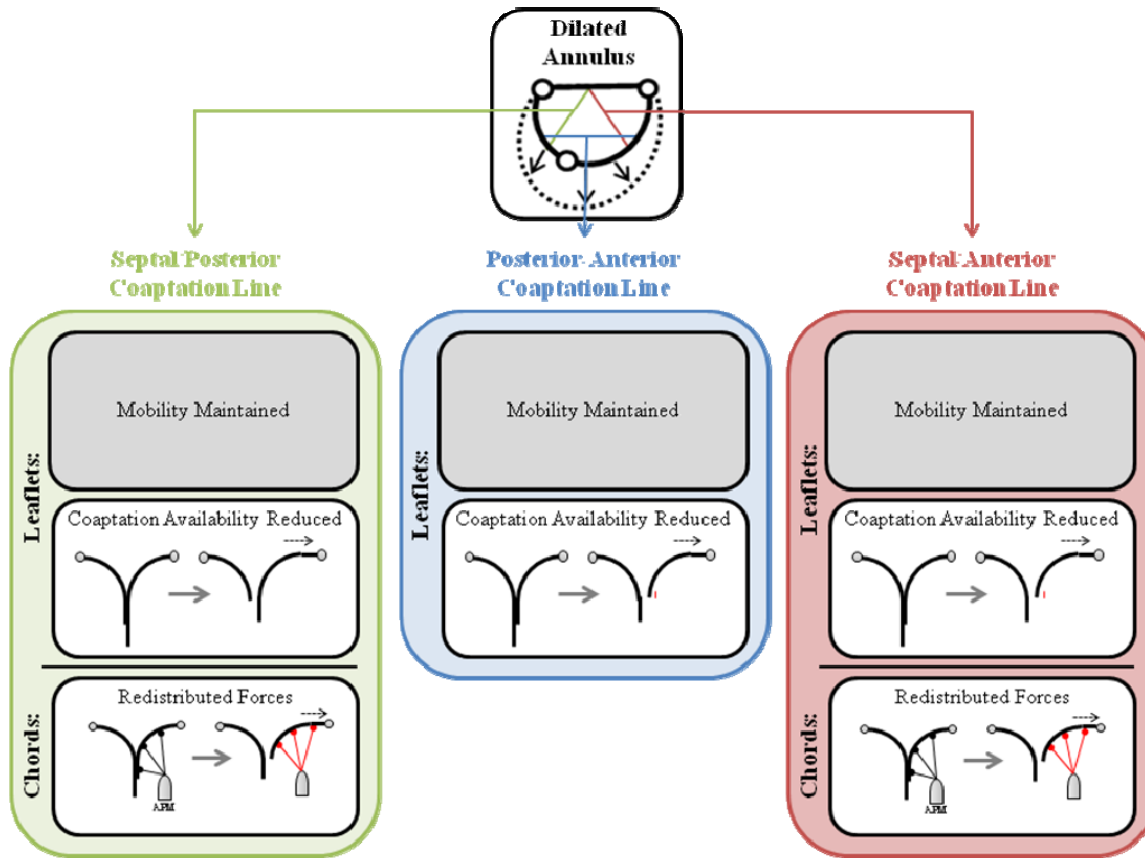 Dilated
Annulus
Septal-Posterior
Coaptation Line
Posterior-Anterior
Coaptation Line
Septal-Anterior
Coaptation Line
Leaflets:
Mobility Maintained
Coaptation Availability Reduced
Chords:
Redistributed Forces
APM
Leaflets:
Mobility Maintained
Coaptation Availability Reduced
Leaflets:
Mobility Maintained
Coaptation Availability Reduced
Chords:
Redistributed Forces
APM